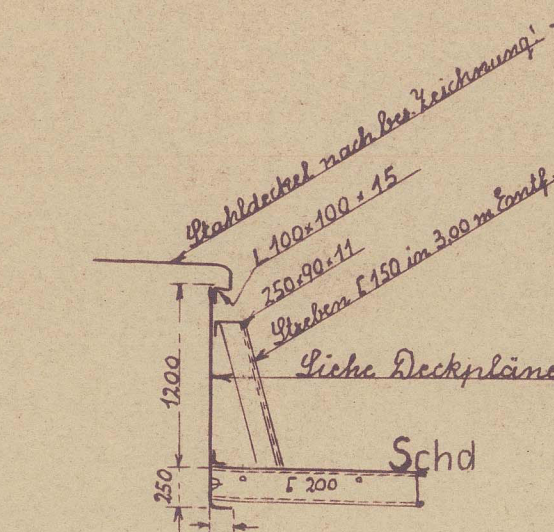 Stahldeckel nach bes. Zeichnung!
L 100×100×15
250×90×11
Streben [ 150 in 3,00 m Entf.
Siehe Deckpläne
1200
Schd
250
[ 200